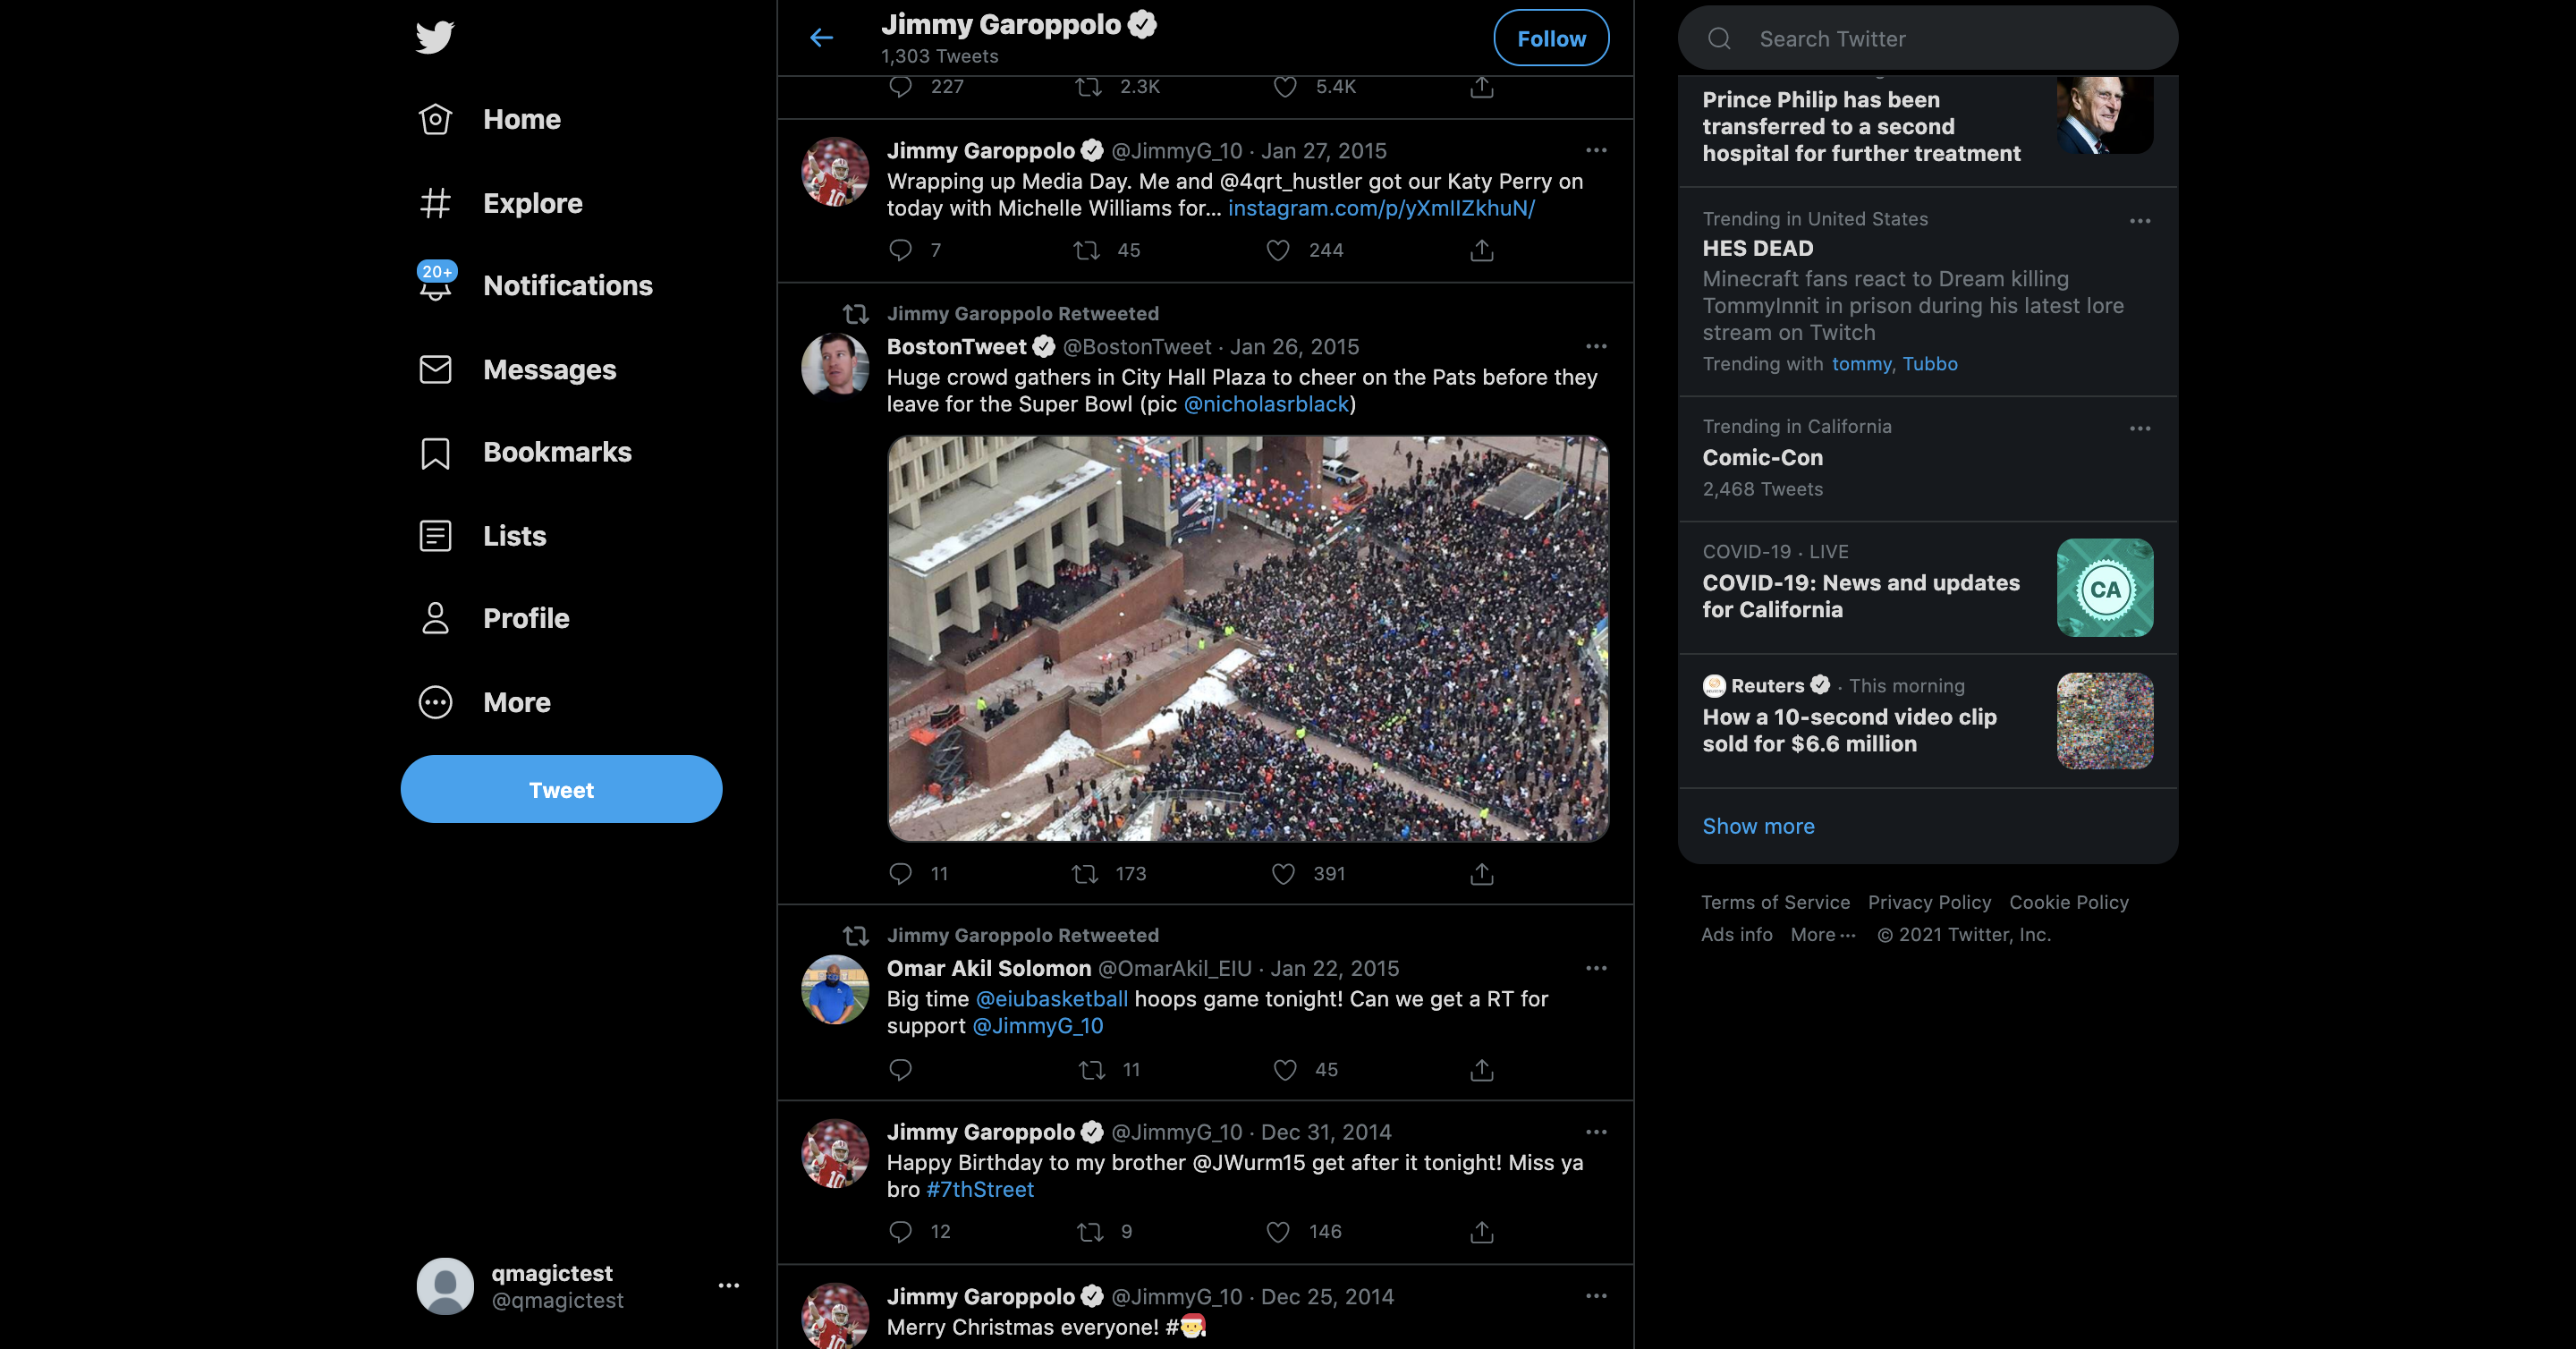 Home
Explore
20+
Notifications
Messages
Bookmarks
Lists
Profile
More
Tweet
qmagictest
@qmagictest
Jimmy Garoppolo
1,303 Tweets
Follow
227 2.3K 5.4K
Jimmy Garoppolo @JimmyG_10 · Jan 27, 2015
Wrapping up Media Day. Me and @4qrt_hustler got our Katy Perry on
today with Michelle Williams for... instagram.com/p/yXmlIZkhuN/
7 45 244
Jimmy Garoppolo Retweeted
BostonTweet @BostonTweet · Jan 26, 2015
Huge crowd gathers in City Hall Plaza to cheer on the Pats before they
leave for the Super Bowl (pic @nicholasrblack)
11 173 391
Jimmy Garoppolo Retweeted
Omar Akil Solomon @OmarAkil_EIU · Jan 22, 2015
Big time @eiubasketball hoops game tonight! Can we get a RT for
support @JimmyG_10
11 45
Jimmy Garoppolo @JimmyG_10 · Dec 31, 2014
Happy Birthday to my brother @JWurm15 get after it tonight! Miss ya
bro #7thStreet
12 9 146
Jimmy Garoppolo @JimmyG_10 · Dec 25, 2014
Merry Christmas everyone! #🎅
Search Twitter
Prince Philip has been
transferred to a second
hospital for further treatment
Trending in United States
HES DEAD
Minecraft fans react to Dream killing
TommyInnit in prison during his latest lore
stream on Twitch
Trending with tommy, Tubbo
Trending in California
Comic-Con
2,468 Tweets
COVID-19 · LIVE
COVID-19: News and updates
for California
CA
Reuters · This morning
How a 10-second video clip
sold for $6.6 million
Show more
Terms of Service Privacy Policy Cookie Policy
Ads info More ··· © 2021 Twitter, Inc.